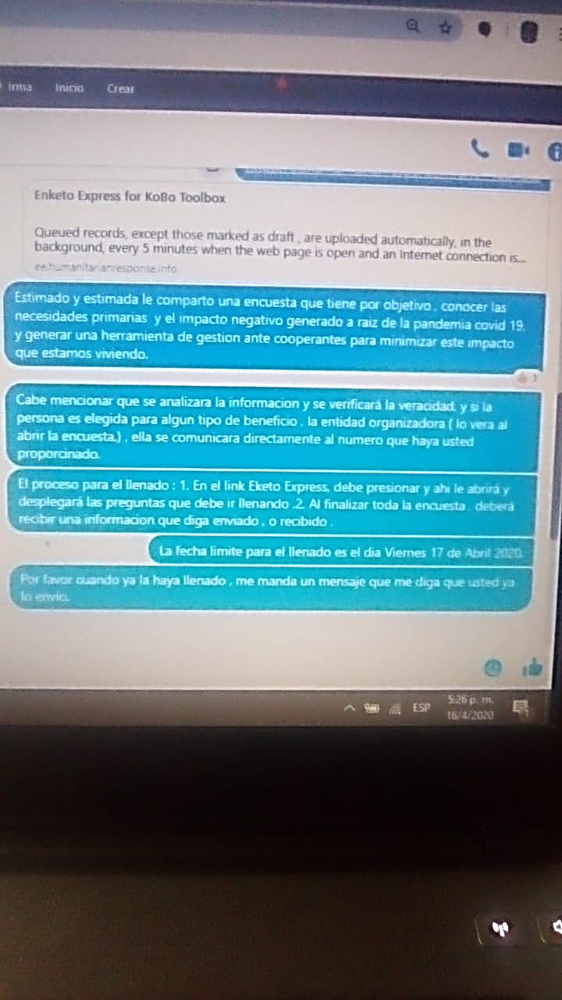 Irma Inicio Crear
Enketo Express for KoBo Toolbox
Queued records, except those marked as draft , are uploaded automatically, in the
background, every 5 minutes when the web page is open and an Internet connection is...
ee.humanitarianresponse.info
Estimado y estimada le comparto una encuesta que tiene por objetivo . conocer las
necesidades primarias y el impacto negativo generado a raiz de la pandemia covid 19,
y generar una herramienta de gestion ante cooperantes para minimizar este impacto
que estamos viviendo.
1
Cabe mencionar que se analizara la informacion y se verificará la veracidad, y si la
persona es elegida para algun tipo de beneficio , la entidad organizadora ( lo vera al
abrir la encuesta,) , ella se comunicara directamente al numero que haya usted
proporcinado.
El proceso para el llenado : 1. En el link Eketo Express, debe presionar y ahi le abrirá y
desplegará las preguntas que debe ir llenando .2. Al finalizar toda la encuesta . deberá
recibir una informacion que diga enviado , o recibido .
La fecha limite para el llenado es el dia Viernes 17 de Abril 2020.
Por favor cuando ya la haya llenado , me manda un mensaje que me diga que usted ya
lo envio.
ESP
5:26 p. m.
16/4/2020
1